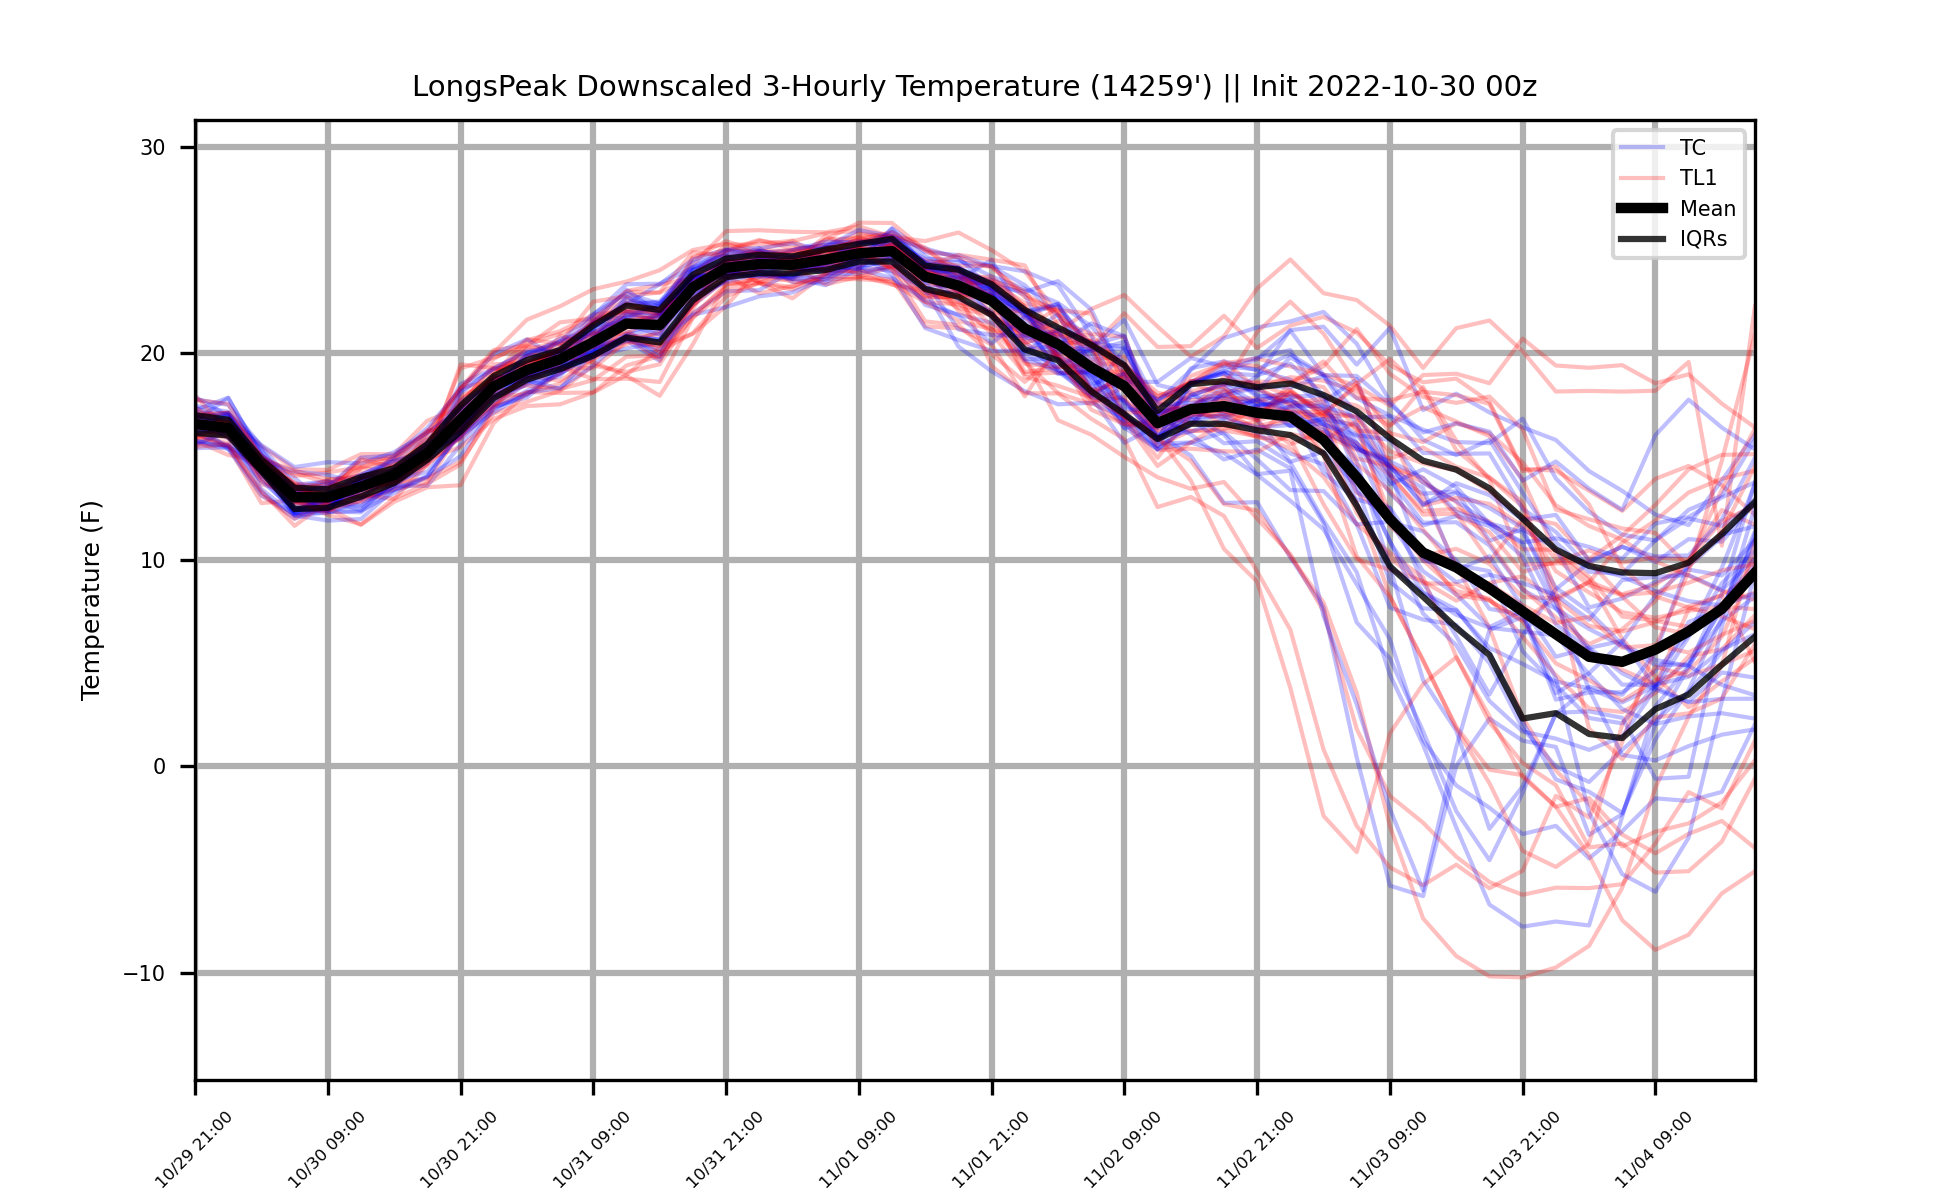 LongsPeak Downscaled 3-Hourly Temperature (14259') || Init 2022-10-30 00z
TC
TL1
Mean
IQRs
Temperature (F)
30
20
10
0
−10
10/29 21:00
10/30 09:00
10/30 21:00
10/31 09:00
10/31 21:00
11/01 09:00
11/01 21:00
11/02 09:00
11/02 21:00
11/03 09:00
11/03 21:00
11/04 09:00